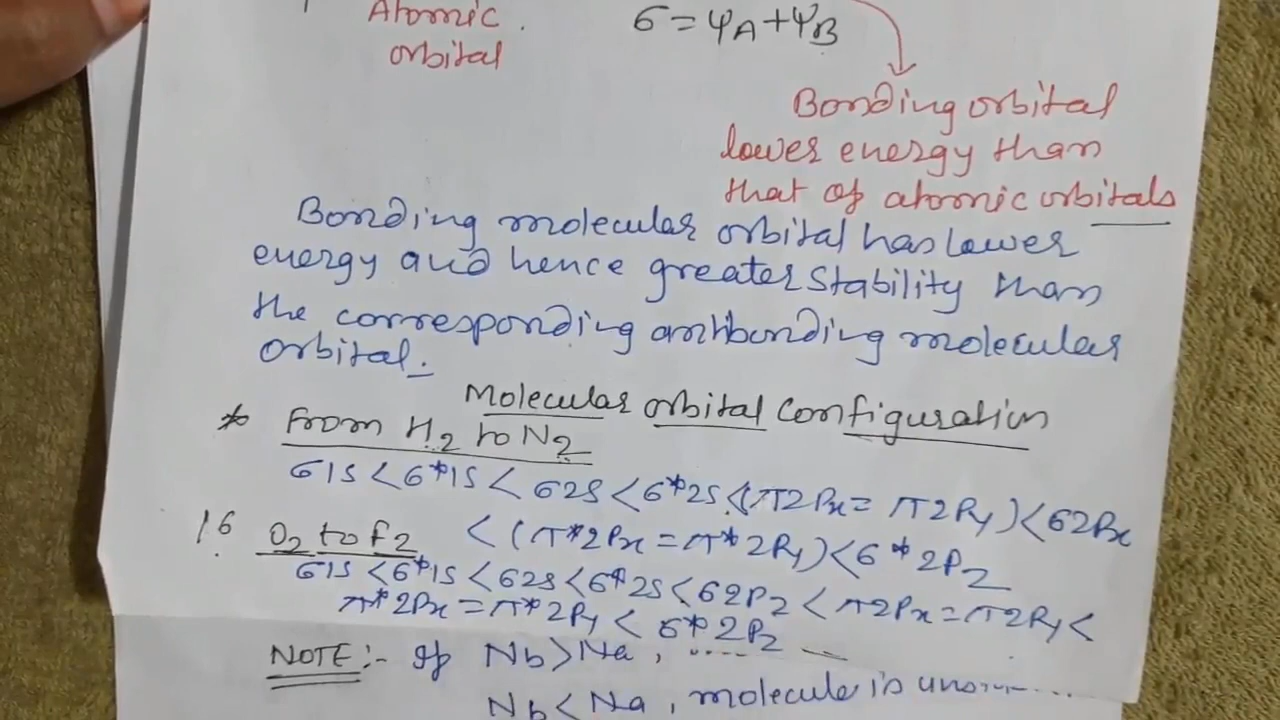 Atomic.
orbital
σ = ΨA + ΨB
Bonding orbital
lower energy than
that of atomic orbitals
Bonding molecular orbital has lower
energy and hence greater stability than
the corresponding antibonding molecular
orbital.
Molecular orbital Configuration
* From H2 to N2
σ1s < σ*1s < σ2s < σ*2s < (π2Px = π2Py) < σ2Px
< (π*2Px = π*2Py) < σ*2Pz
16 O2 to f2
σ1s < σ*1s < σ2s < σ*2s < σ2Pz < π2Px = π2Py <
π*2Px = π*2Py < σ*2Pz
NOTE :- If Nb > Na, .....
Nb < Na, molecule is